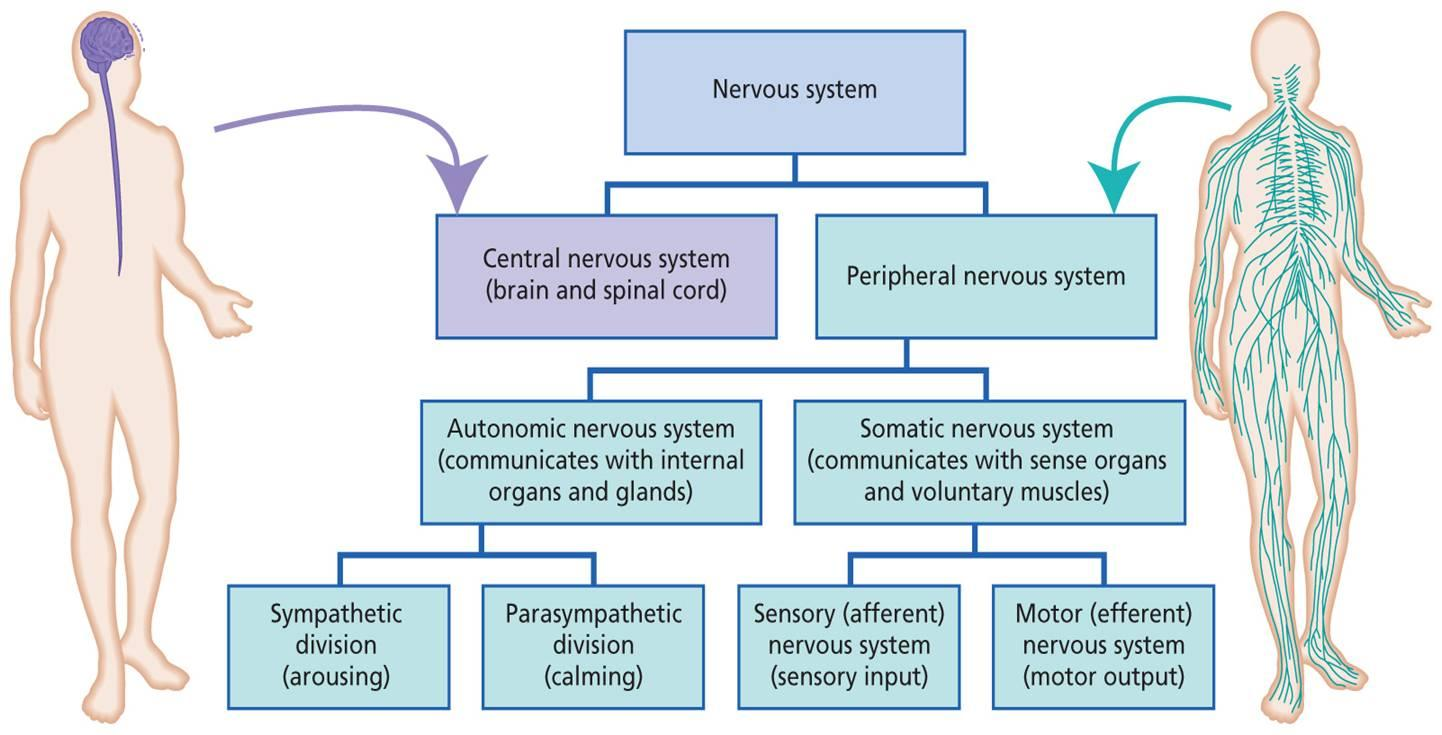 Nervous system
Central nervous system
(brain and spinal cord)
Peripheral nervous system
Autonomic nervous system
(communicates with internal
organs and glands)
Somatic nervous system
(communicates with sense organs
and voluntary muscles)
Sympathetic
division
(arousing)
Parasympathetic
division
(calming)
Sensory (afferent)
nervous system
(sensory input)
Motor (efferent)
nervous system
(motor output)